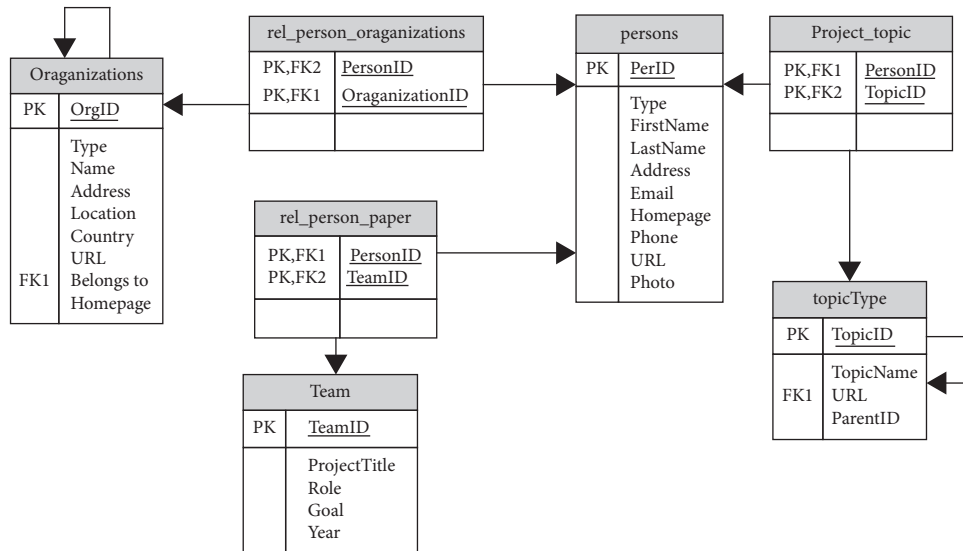 Oraganizations
PK OrgID
Type
Name
Address
Location
Country
URL
FK1 Belongs to
Homepage
rel_person_oraganizations
PK,FK2 PersonID
PK,FK1 OraganizationID
persons
PK PerID
Type
FirstName
LastName
Address
Email
Homepage
Phone
URL
Photo
Project_topic
PK,FK1 PersonID
PK,FK2 TopicID
rel_person_paper
PK,FK1 PersonID
PK,FK2 TeamID
topicType
PK TopicID
TopicName
FK1 URL
ParentID
Team
PK TeamID
ProjectTitle
Role
Goal
Year